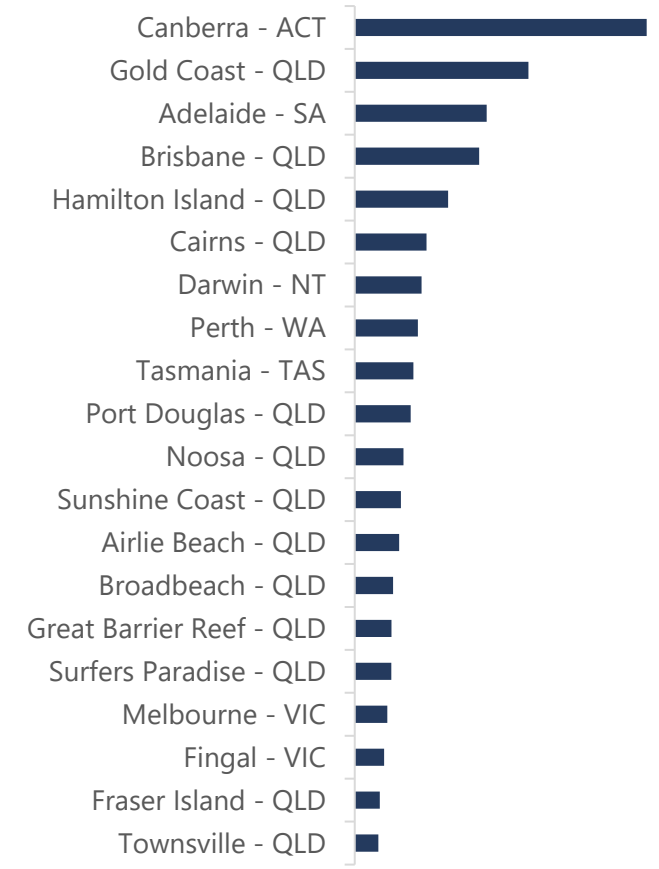 Canberra - ACT
Gold Coast - QLD
Adelaide - SA
Brisbane - QLD
Hamilton Island - QLD
Cairns - QLD
Darwin - NT
Perth - WA
Tasmania - TAS
Port Douglas - QLD
Noosa - QLD
Sunshine Coast - QLD
Airlie Beach - QLD
Broadbeach - QLD
Great Barrier Reef - QLD
Surfers Paradise - QLD
Melbourne - VIC
Fingal - VIC
Fraser Island - QLD
Townsville - QLD